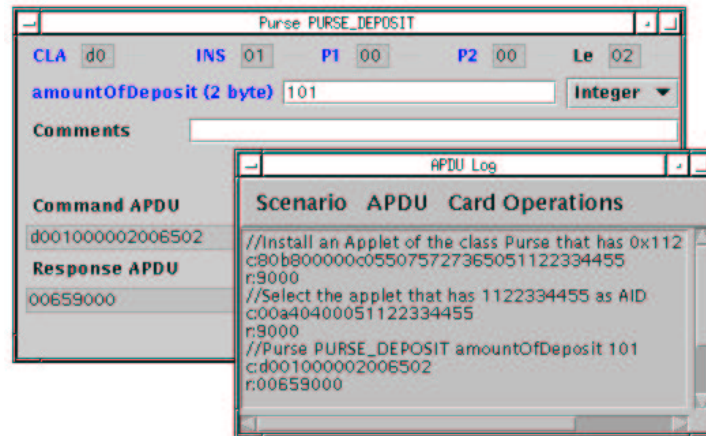 Purse PURSE_DEPOSIT
CLA d0 INS 01 P1 00 P2 00 Le 02
amountOfDeposit (2 byte) 101 Integer
Comments
Command APDU
d001000002006502
Response APDU
00659000
APDU Log
Scenario APDU Card Operations
//Install an Applet of the class Purse that has 0x112
c:80b800000c055075727365051122334455
r:9000
//Select the applet that has 1122334455 as AID
c:00a40400051122334455
r:9000
//Purse PURSE_DEPOSIT amountOfDeposit 101
c:d001000002006502
r:00659000